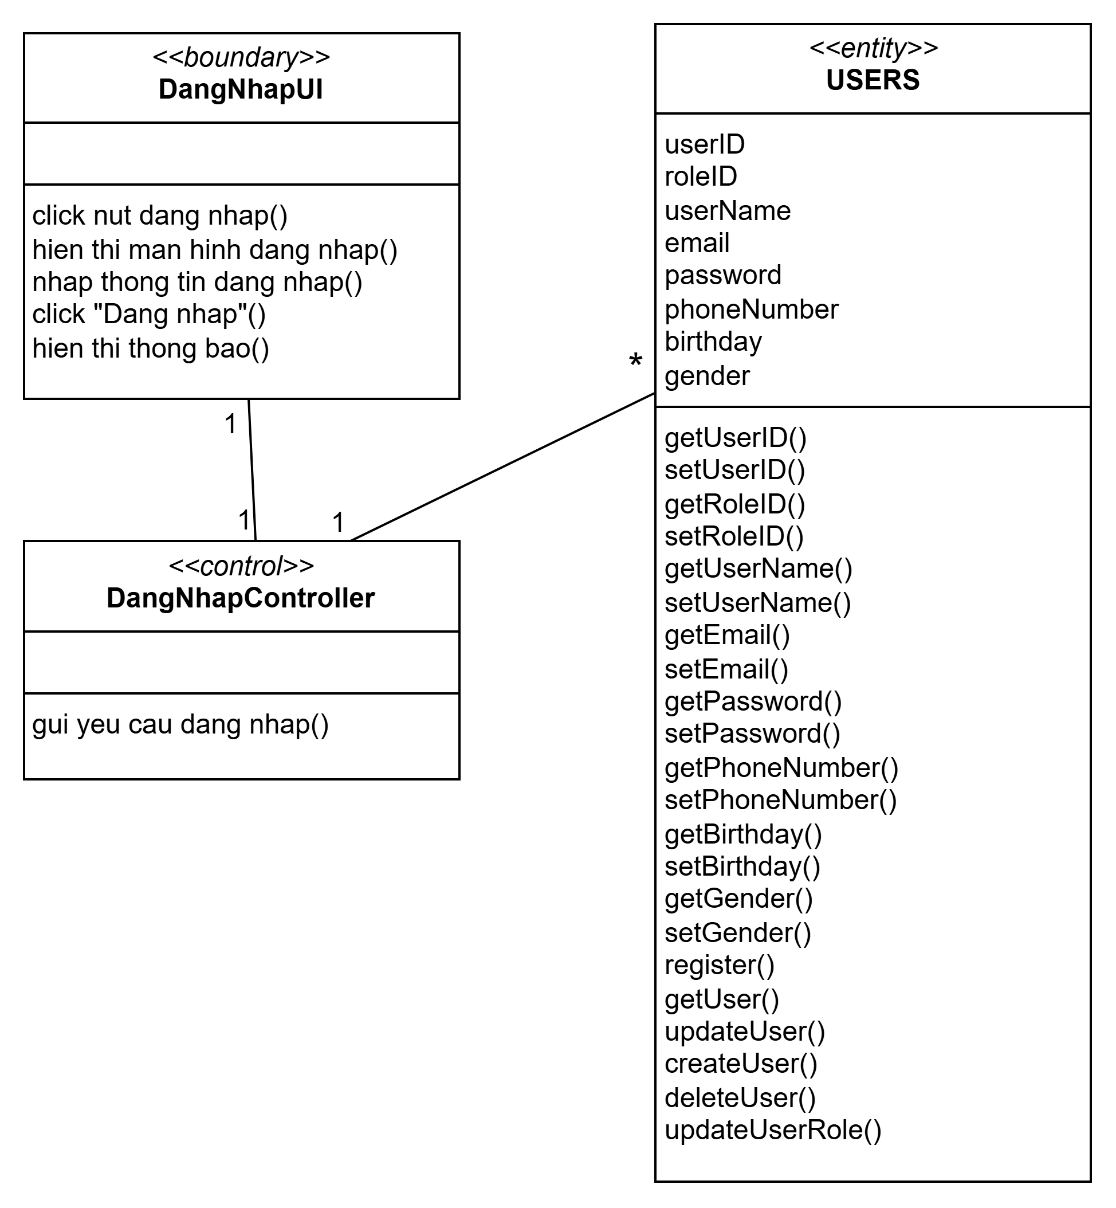 <<boundary>>
DangNhapUI
click nut dang nhap()
hien thi man hinh dang nhap()
nhap thong tin dang nhap()
click "Dang nhap"()
hien thi thong bao()
1
1
<<control>>
DangNhapController
gui yeu cau dang nhap()
1
*
<<entity>>
USERS
userID
roleID
userName
email
password
phoneNumber
birthday
gender
getUserID()
setUserID()
getRoleID()
setRoleID()
getUserName()
setUserName()
getEmail()
setEmail()
getPassword()
setPassword()
getPhoneNumber()
setPhoneNumber()
getBirthday()
setBirthday()
getGender()
setGender()
register()
getUser()
updateUser()
createUser()
deleteUser()
updateUserRole()